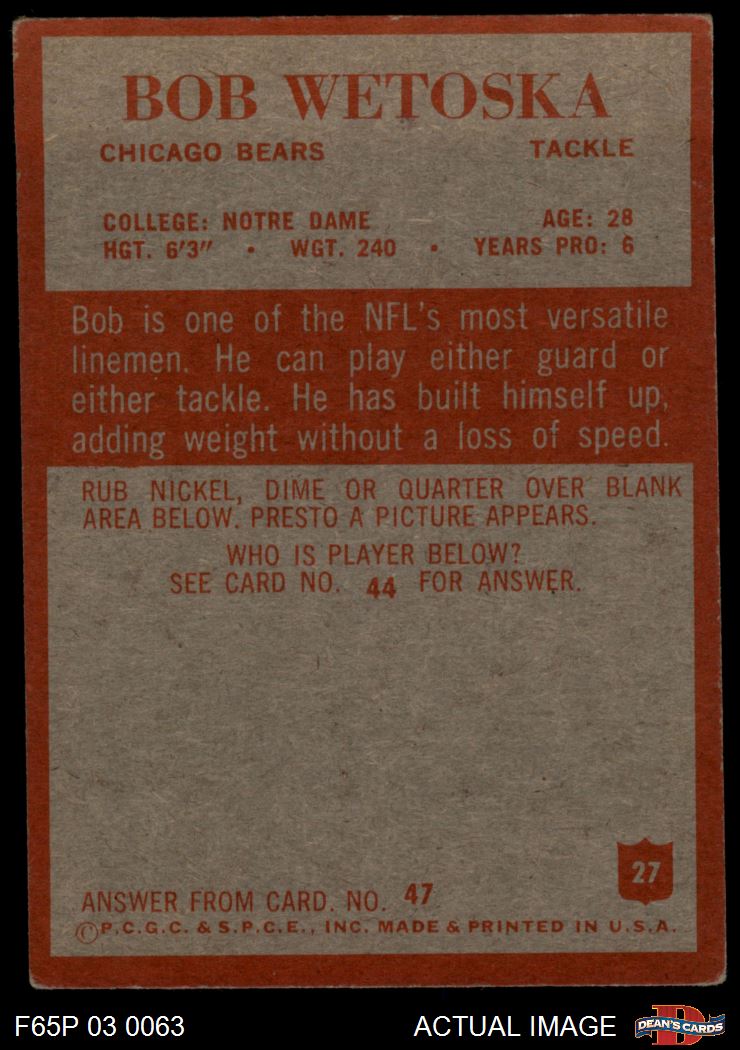 BOB WETOSKA
CHICAGO BEARS TACKLE
COLLEGE: NOTRE DAME AGE: 28
HGT. 6'3" • WGT. 240 • YEARS PRO: 6
Bob is one of the NFL's most versatile
linemen. He can play either guard or
either tackle. He has built himself up,
adding weight without a loss of speed.
RUB NICKEL, DIME OR QUARTER OVER BLANK
AREA BELOW. PRESTO A PICTURE APPEARS.
WHO IS PLAYER BELOW?
SEE CARD NO. 44 FOR ANSWER.
27
ANSWER FROM CARD. NO. 47
©P.C.G.C. & S.P.C.E., INC. MADE & PRINTED IN U.S.A.
F65P 03 0063 ACTUAL IMAGE
D
DEAN'S CARDS